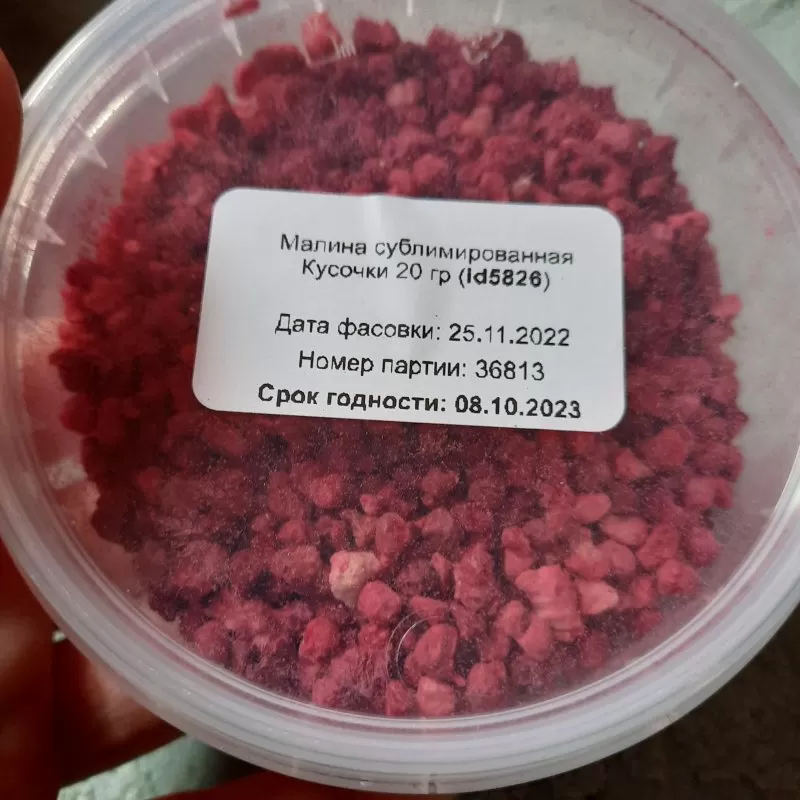 Малина сублимированная
Кусочки 20 гр (id5826)
Дата фасовки: 25.11.2022
Номер партии: 36813
Срок годности: 08.10.2023